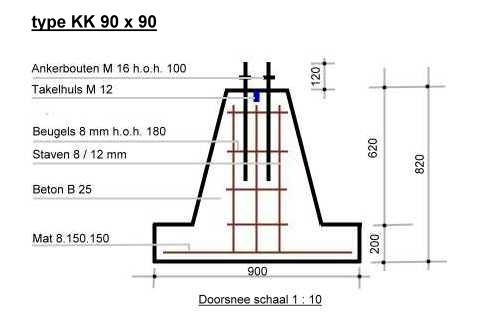 type KK 90 x 90
Ankerbouten M 16 h.o.h. 100
Takelhuls M 12
Beugels 8 mm h.o.h. 180
Staven 8 / 12 mm
Beton B 25
Mat 8.150.150
120
620
820
200
900
Doorsnee schaal 1 : 10